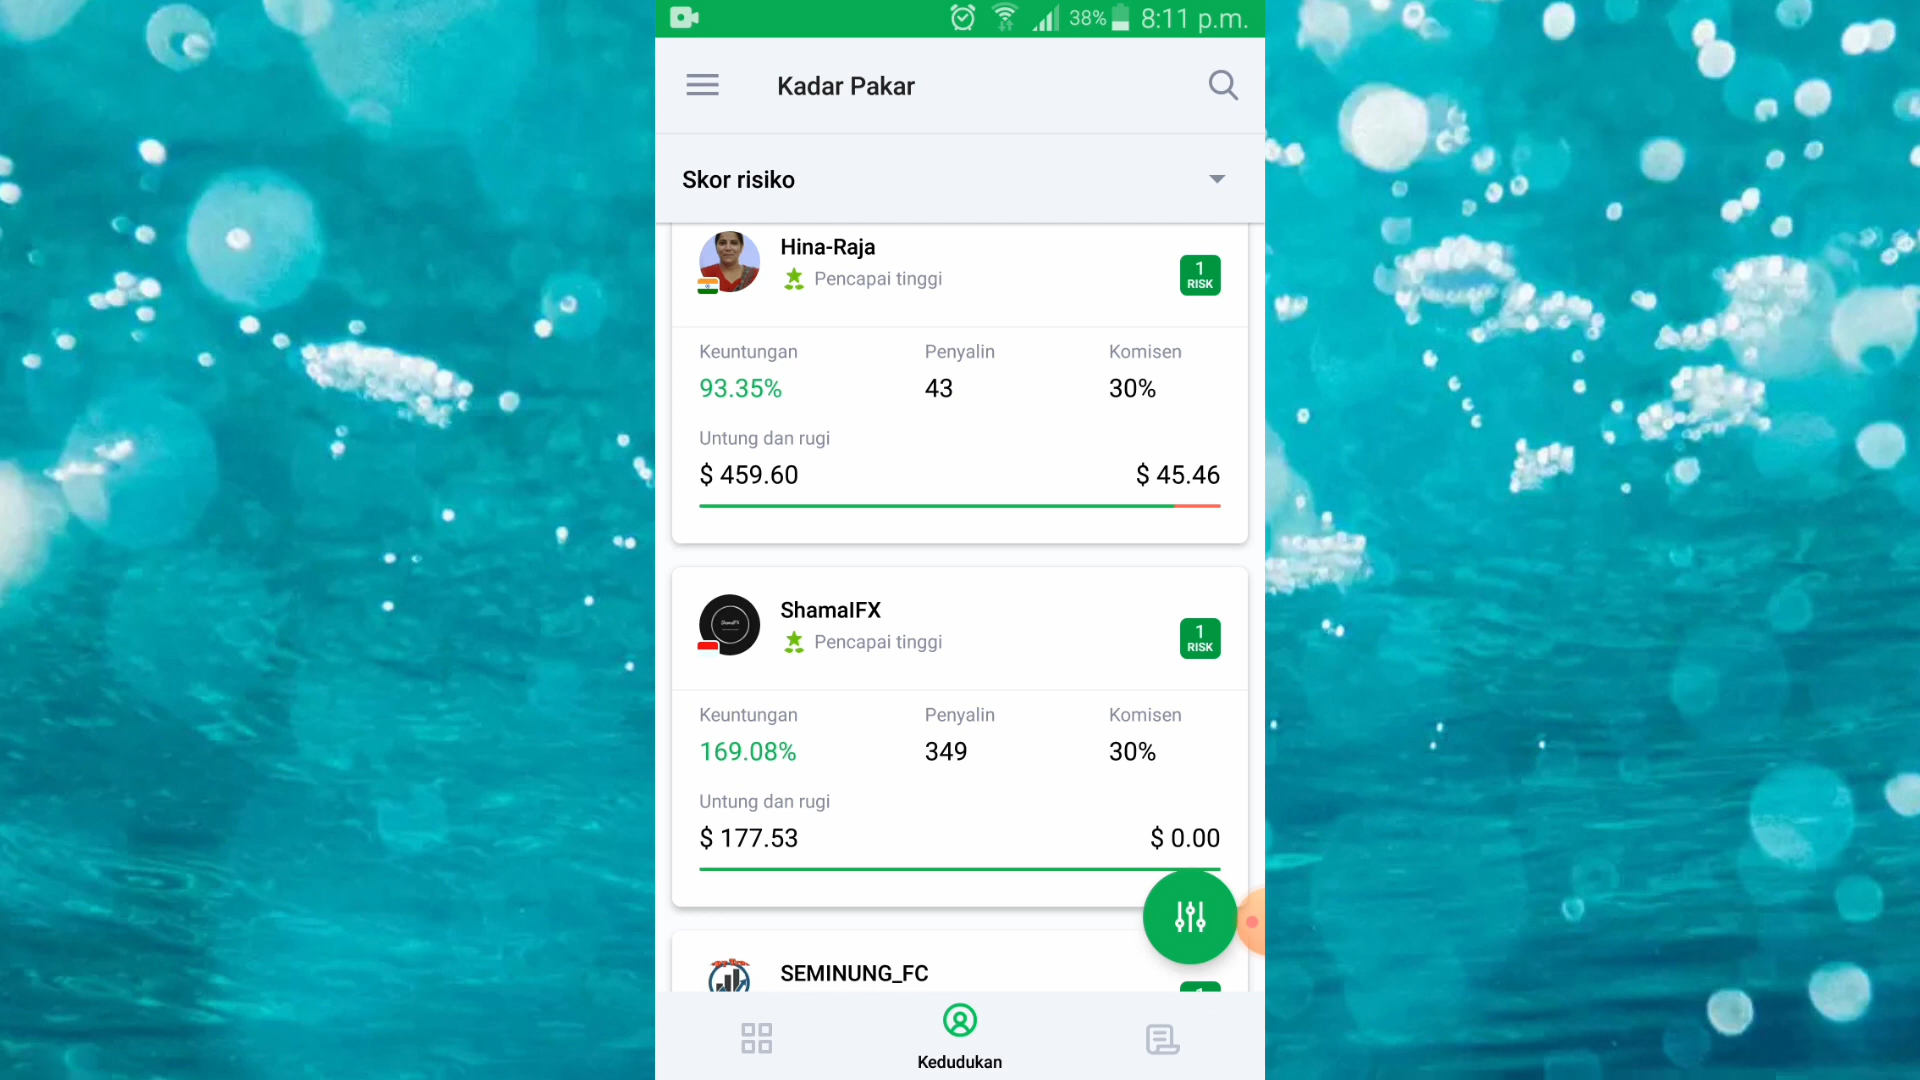 38% 8:11 p.m.
Kadar Pakar
Skor risiko
Hina-Raja
Pencapai tinggi
1
RISK
Keuntungan Penyalin Komisen
93.35% 43 30%
Untung dan rugi
$ 459.60 $ 45.46
ShamalFX
Pencapai tinggi
1
RISK
Keuntungan Penyalin Komisen
169.08% 349 30%
Untung dan rugi
$ 177.53 $ 0.00
SEMINUNG_FC
Kedudukan